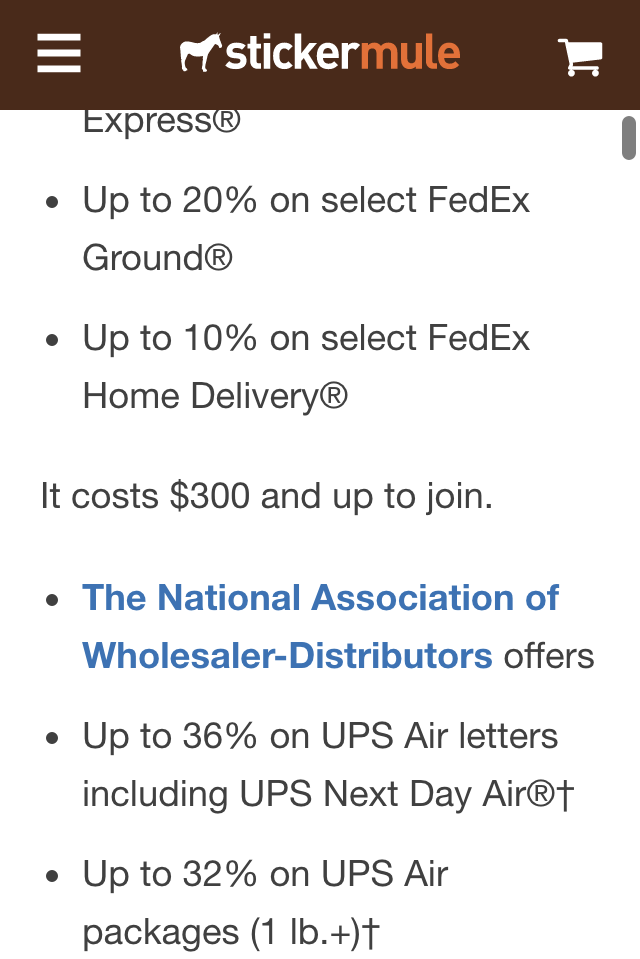 stickermule
Express®
• Up to 20% on select FedEx
Ground®
• Up to 10% on select FedEx
Home Delivery®
It costs $300 and up to join.
• The National Association of
Wholesaler-Distributors offers
• Up to 36% on UPS Air letters
including UPS Next Day Air®†
• Up to 32% on UPS Air
packages (1 lb.+)†